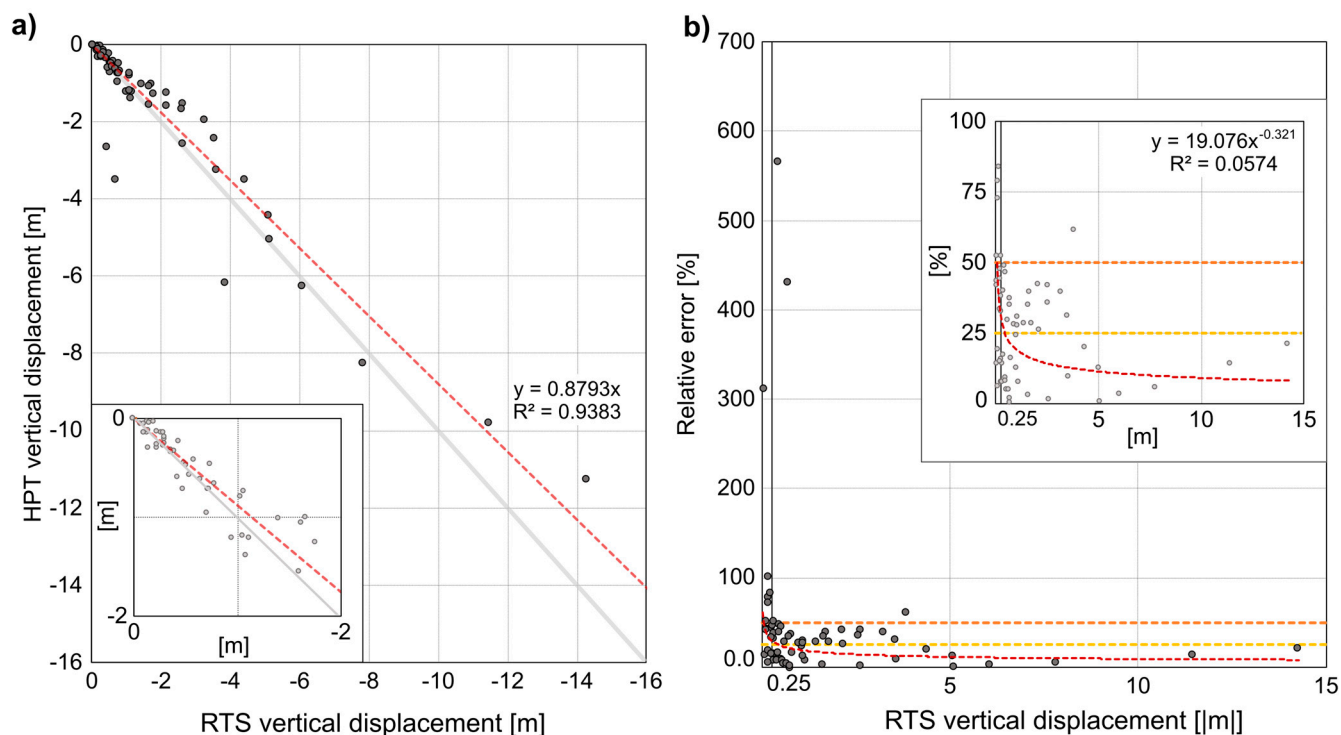 a)
0
-2
-4
-6
-8
-10
-12
-14
-16
HPT vertical displacement [m]
0 -2 -4 -6 -8 -10 -12 -14 -16
RTS vertical displacement [m]
y = 0.8793x
R² = 0.9383
0
[m]
-2
0 [m] -2
b)
700
600
500
400
300
200
100
0.0
Relative error [%]
0.25 5 10 15
RTS vertical displacement [|m|]
100
75
50
25
0
[%]
y = 19.076x^-0.321
R² = 0.0574
0.25 5 10 15
[m]